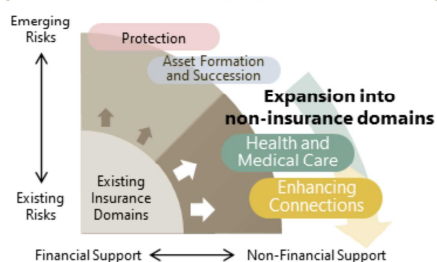 Emerging
Risks
Protection
Asset Formation
and Succession
Expansion into
non-insurance domains
Health and
Medical Care
Enhancing
Connections
Existing
Insurance
Domains
Existing
Risks
Financial Support
Non-Financial Support